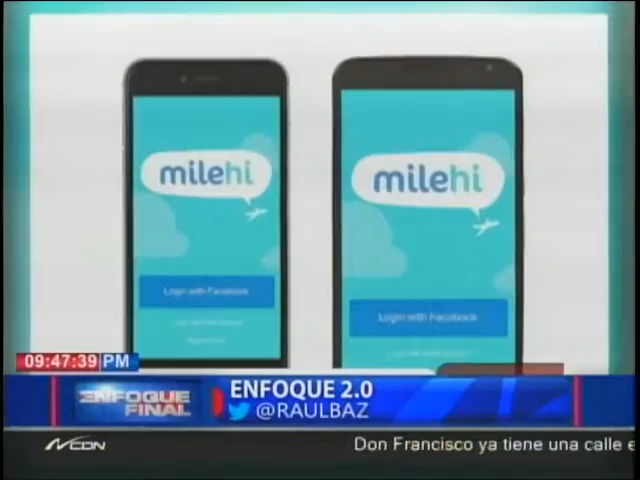 milehi
milehi
Login with Facebook
Login with Facebook
09:47:39 PM
ENFOQUE
FINAL
ENFOQUE 2.0
@RAULBAZ
CDN
Don Francisco ya tiene una calle e